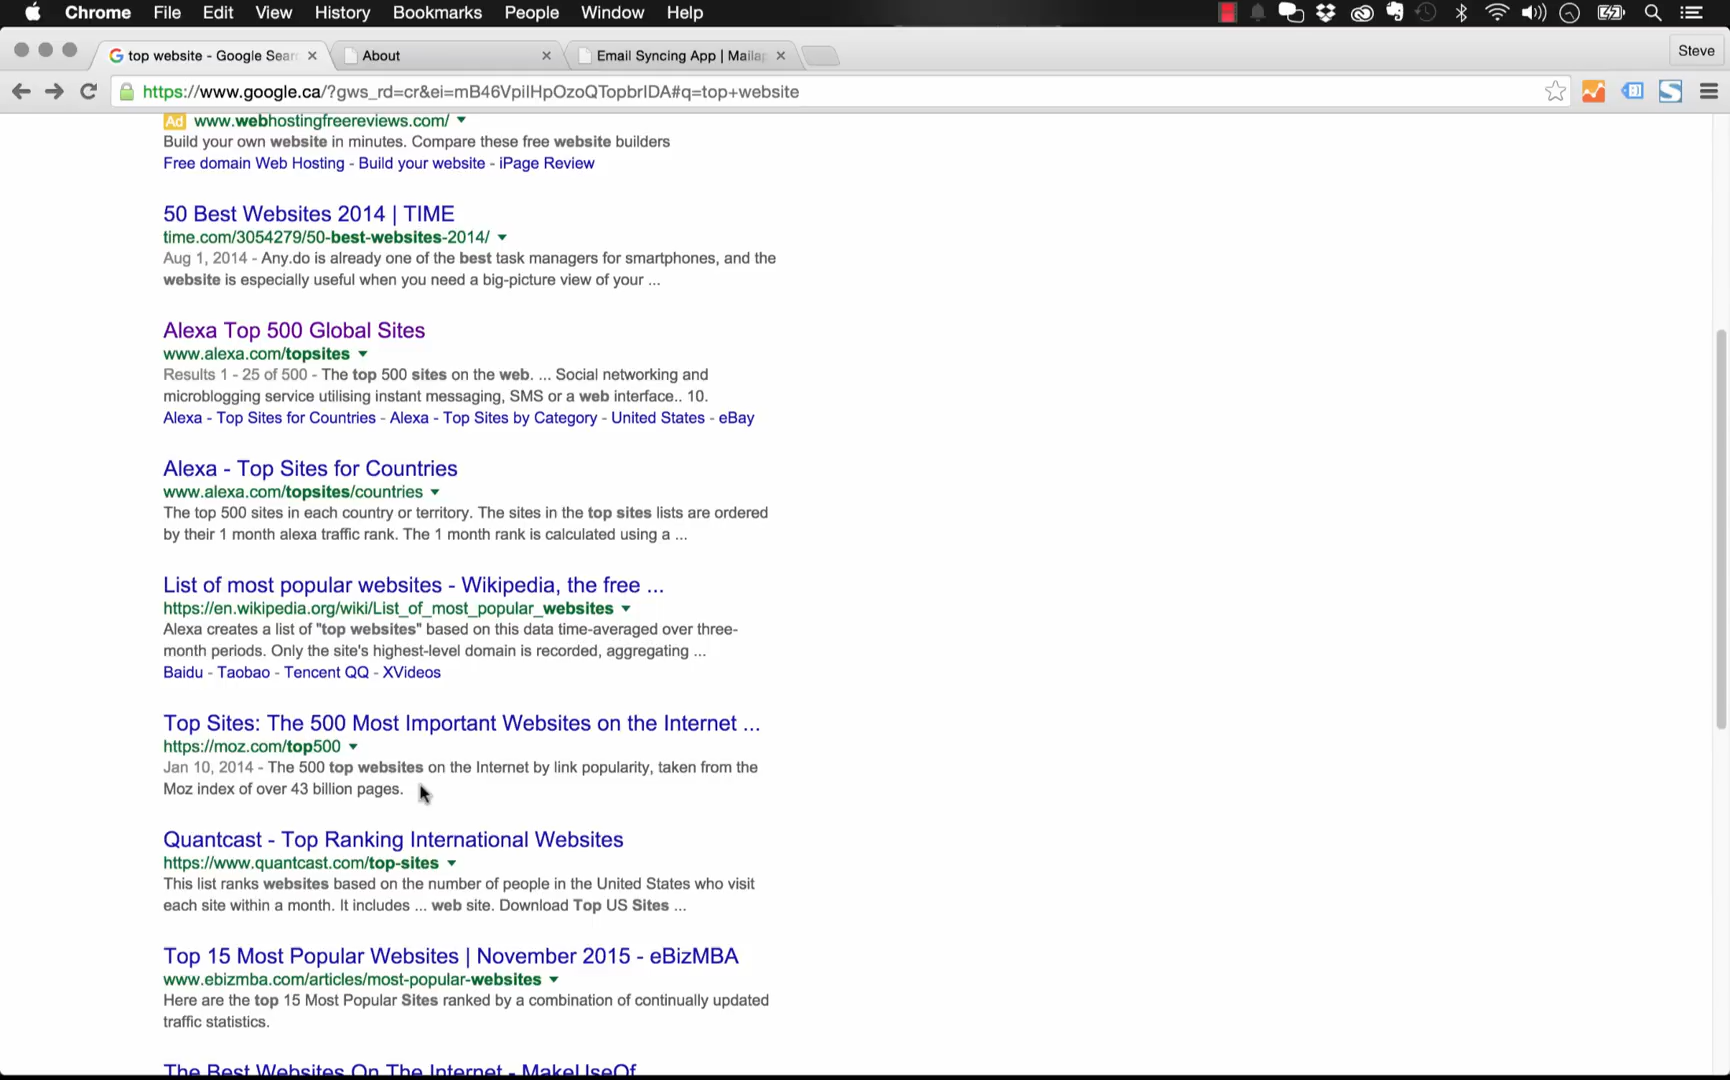 Chrome File Edit View History Bookmarks People Window Help
top website - Google Sear
About
Email Syncing App | Maila
Steve
https://www.google.ca/?gws_rd=cr&ei=mB46VpiIHpOzoQTopbrIDA#q=top+website
Ad www.webhostingfreereviews.com/
Build your own website in minutes. Compare these free website builders
Free domain Web Hosting - Build your website - iPage Review
50 Best Websites 2014 | TIME
time.com/3054279/50-best-websites-2014/
Aug 1, 2014 - Any.do is already one of the best task managers for smartphones, and the
website is especially useful when you need a big-picture view of your ...
Alexa Top 500 Global Sites
www.alexa.com/topsites
Results 1 - 25 of 500 - The top 500 sites on the web. ... Social networking and
microblogging service utilising instant messaging, SMS or a web interface.. 10.
Alexa - Top Sites for Countries - Alexa - Top Sites by Category - United States - eBay
Alexa - Top Sites for Countries
www.alexa.com/topsites/countries
The top 500 sites in each country or territory. The sites in the top sites lists are ordered
by their 1 month alexa traffic rank. The 1 month rank is calculated using a ...
List of most popular websites - Wikipedia, the free ...
https://en.wikipedia.org/wiki/List_of_most_popular_websites
Alexa creates a list of "top websites" based on this data time-averaged over three-
month periods. Only the site's highest-level domain is recorded, aggregating ...
Baidu - Taobao - Tencent QQ - XVideos
Top Sites: The 500 Most Important Websites on the Internet ...
https://moz.com/top500
Jan 10, 2014 - The 500 top websites on the Internet by link popularity, taken from the
Moz index of over 43 billion pages.
Quantcast - Top Ranking International Websites
https://www.quantcast.com/top-sites
This list ranks websites based on the number of people in the United States who visit
each site within a month. It includes ... web site. Download Top US Sites ...
Top 15 Most Popular Websites | November 2015 - eBizMBA
www.ebizmba.com/articles/most-popular-websites
Here are the top 15 Most Popular Sites ranked by a combination of continually updated
traffic statistics.
The Best Websites On The Internet - MakeUseOf